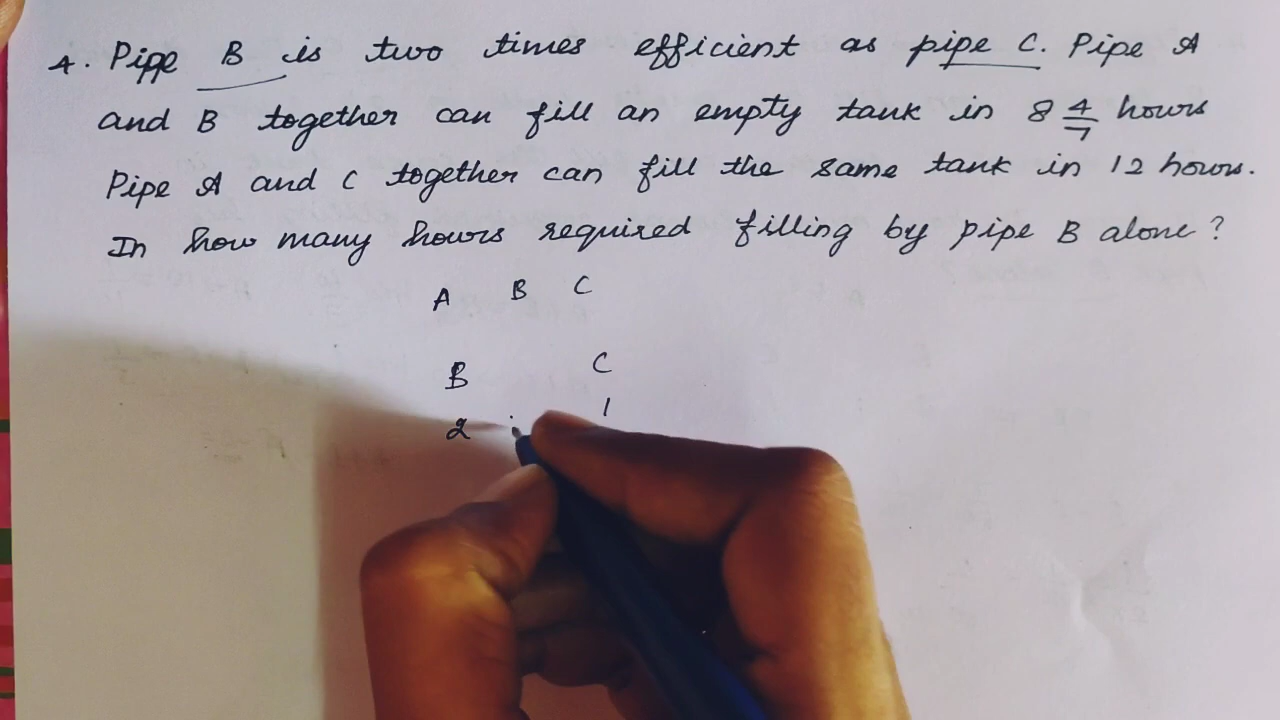 4. Pipe B is two times efficient as pipe C. Pipe A
and B together can fill an empty tank in 8 4/7 hours
Pipe A and C together can fill the same tank in 12 hours.
In how many hours required filling by pipe B alone?
A B C
B C
2 : 1